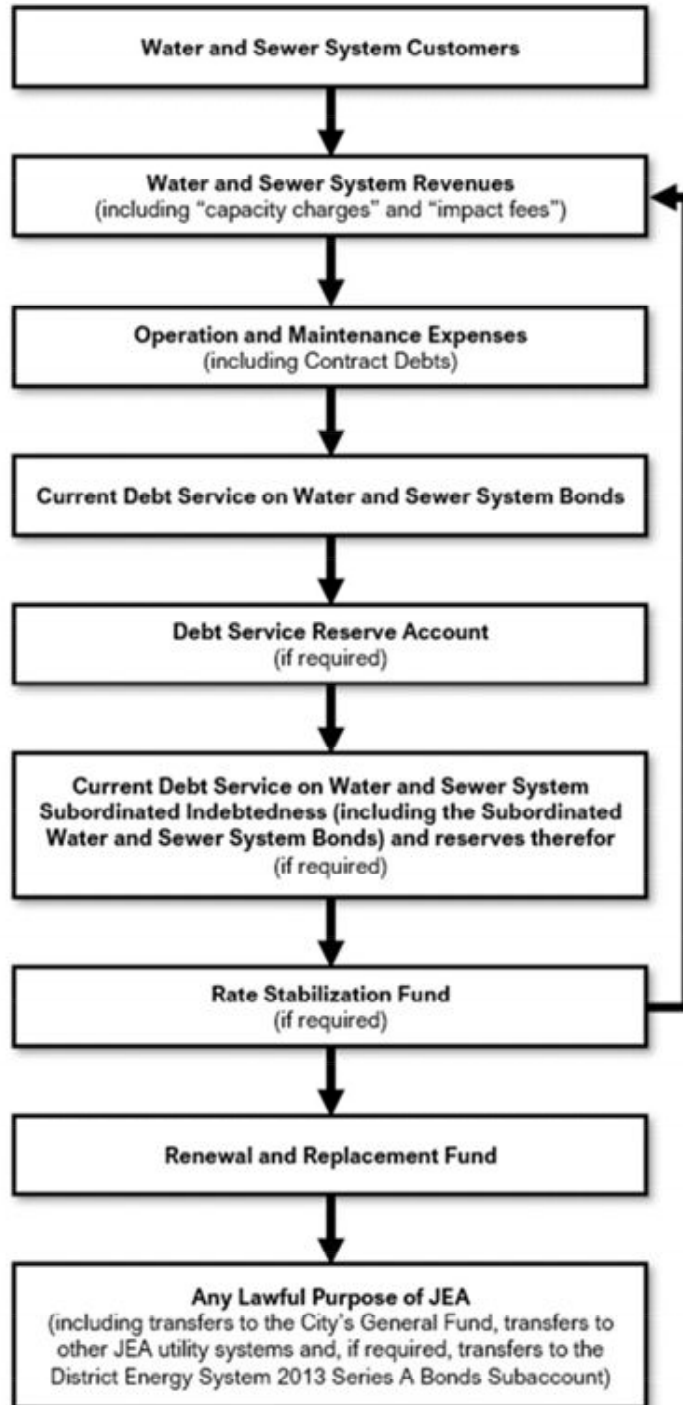 Water and Sewer System Customers
Water and Sewer System Revenues
(including “capacity charges” and “impact fees”)
Operation and Maintenance Expenses
(including Contract Debts)
Current Debt Service on Water and Sewer System Bonds
Debt Service Reserve Account
(if required)
Current Debt Service on Water and Sewer System
Subordinated Indebtedness (including the Subordinated
Water and Sewer System Bonds) and reserves therefor
(if required)
Rate Stabilization Fund
(if required)
Renewal and Replacement Fund
Any Lawful Purpose of JEA
(including transfers to the City’s General Fund, transfers to
other JEA utility systems and, if required, transfers to the
District Energy System 2013 Series A Bonds Subaccount)